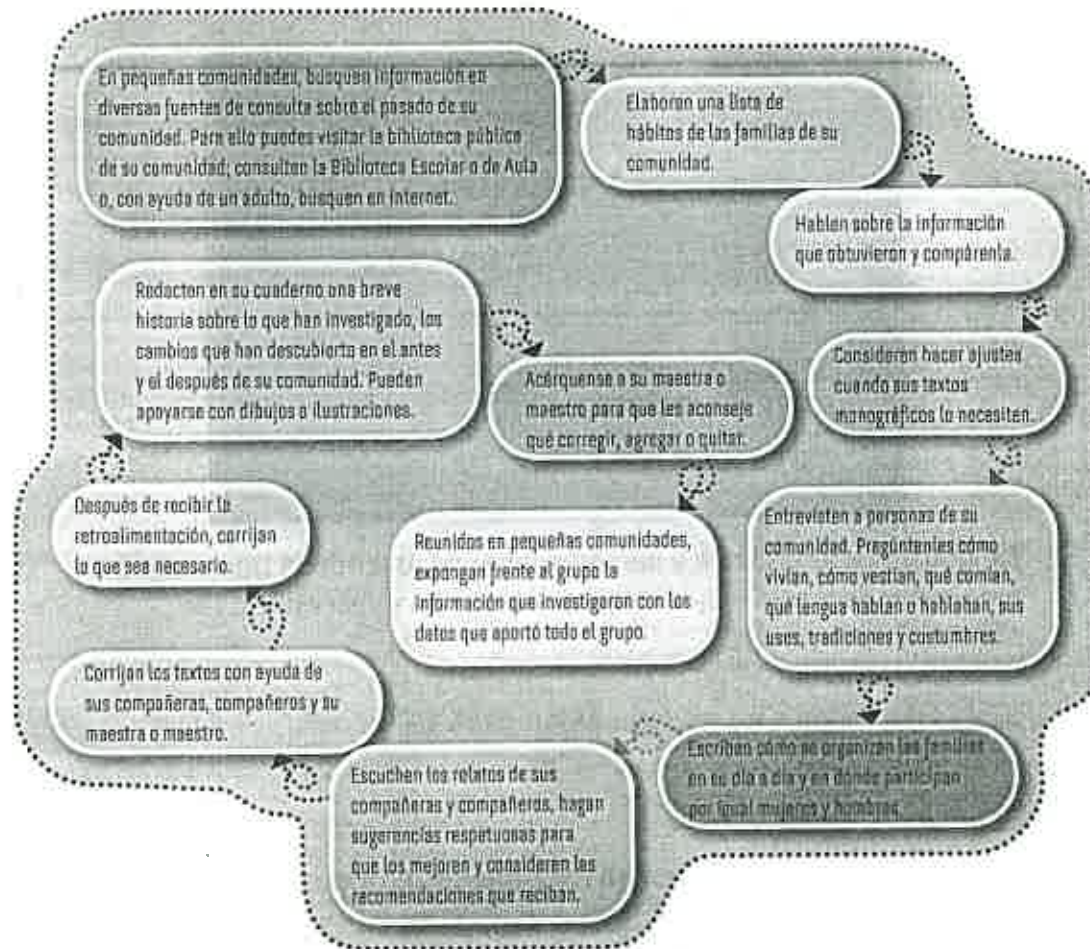 En pequeñas comunidades, busquen información en
diversas fuentes de consulta sobre el pasado de su
comunidad. Para ello puedes visitar la biblioteca pública
de su comunidad; consulten la Biblioteca Escolar o de Aula
o, con ayuda de un adulto, busquen en internet.
Elaboren una lista de
hábitos de las familias de su
comunidad.
Hablen sobre la información
que obtuvieron y compárenla.
Consideren hacer ajustes
cuando sus textos
monográficos lo necesiten.
Entrevisten a personas de su
comunidad. Pregúntenles cómo
vivían, cómo vestían, qué comían,
qué lengua hablan o hablaban, sus
usos, tradiciones y costumbres.
Escriban cómo se organizan las familias
en su día a día y en dónde participan
por igual mujeres y hombres.
Escuchen los relatos de sus
compañeras y compañeros, hagan
sugerencias respetuosas para
que los mejoren y consideren las
recomendaciones que reciban.
Corrijan los textos con ayuda de
sus compañeras, compañeros y su
maestra o maestro.
Después de recibir la
retroalimentación, corrijan
lo que sea necesario.
Redacten en su cuaderno una breve
historia sobre lo que han investigado, los
cambios que han descubierto en el antes
y el después de su comunidad. Pueden
apoyarse con dibujos o ilustraciones.
Acérquense a su maestra o
maestro para que les aconseje
qué corregir, agregar o quitar.
Reunidos en pequeñas comunidades,
expongan frente al grupo la
información que investigaron con los
datos que aportó todo el grupo.